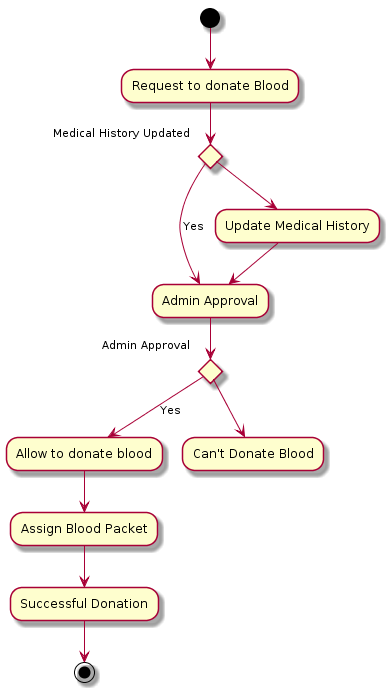 Request to donate Blood
Medical History Updated
Yes
Update Medical History
Admin Approval
Admin Approval
Yes
Allow to donate blood
Can't Donate Blood
Assign Blood Packet
Successful Donation